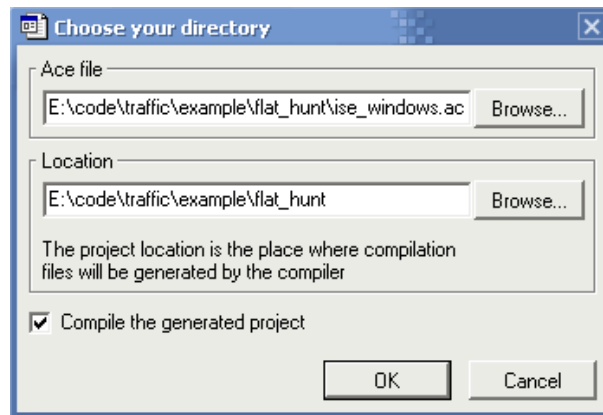 Choose your directory
Ace file
E:\code\traffic\example\flat_hunt\ise_windows.ac
Browse...
Location
E:\code\traffic\example\flat_hunt
Browse...
The project location is the place where compilation
files will be generated by the compiler
Compile the generated project
OK
Cancel